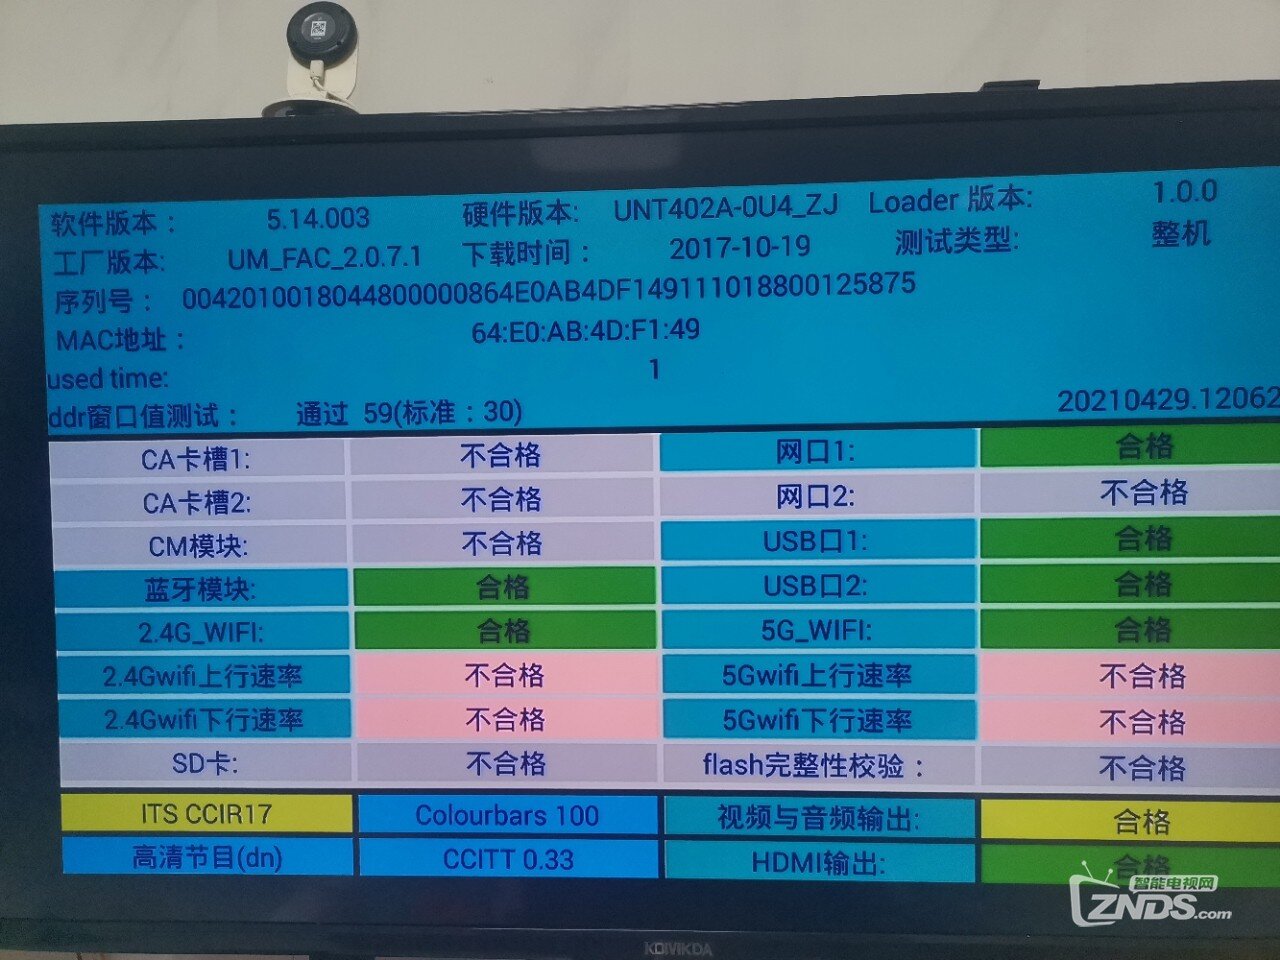 软件版本： 5.14.003 硬件版本: UNT402A-0U4_ZJ Loader 版本: 1.0.0
工厂版本: UM_FAC_2.0.7.1 下载时间： 2017-10-19 测试类型: 整机
序列号： 00420100180448000008​64E0AB4DF149111018800125875
MAC地址： 64:E0:AB:4D:F1:49
used time: 1
ddr窗口值测试： 通过 59(标准：30) 20210429.12062
CA卡槽1: 不合格 网口1: 合格
CA卡槽2: 不合格 网口2: 不合格
CM模块: 不合格 USB口1: 合格
蓝牙模块: 合格 USB口2: 合格
2.4G_WIFI: 合格 5G_WIFI: 合格
2.4Gwifi上行速率 不合格 5Gwifi上行速率 不合格
2.4Gwifi下行速率 不合格 5Gwifi下行速率 不合格
SD卡: 不合格 flash完整性校验： 不合格
ITS CCIR17 Colourbars 100 视频与音频输出: 合格
高清节目(dn) CCITT 0.33 HDMI输出: 合格
智能电视网
ZNDS.com